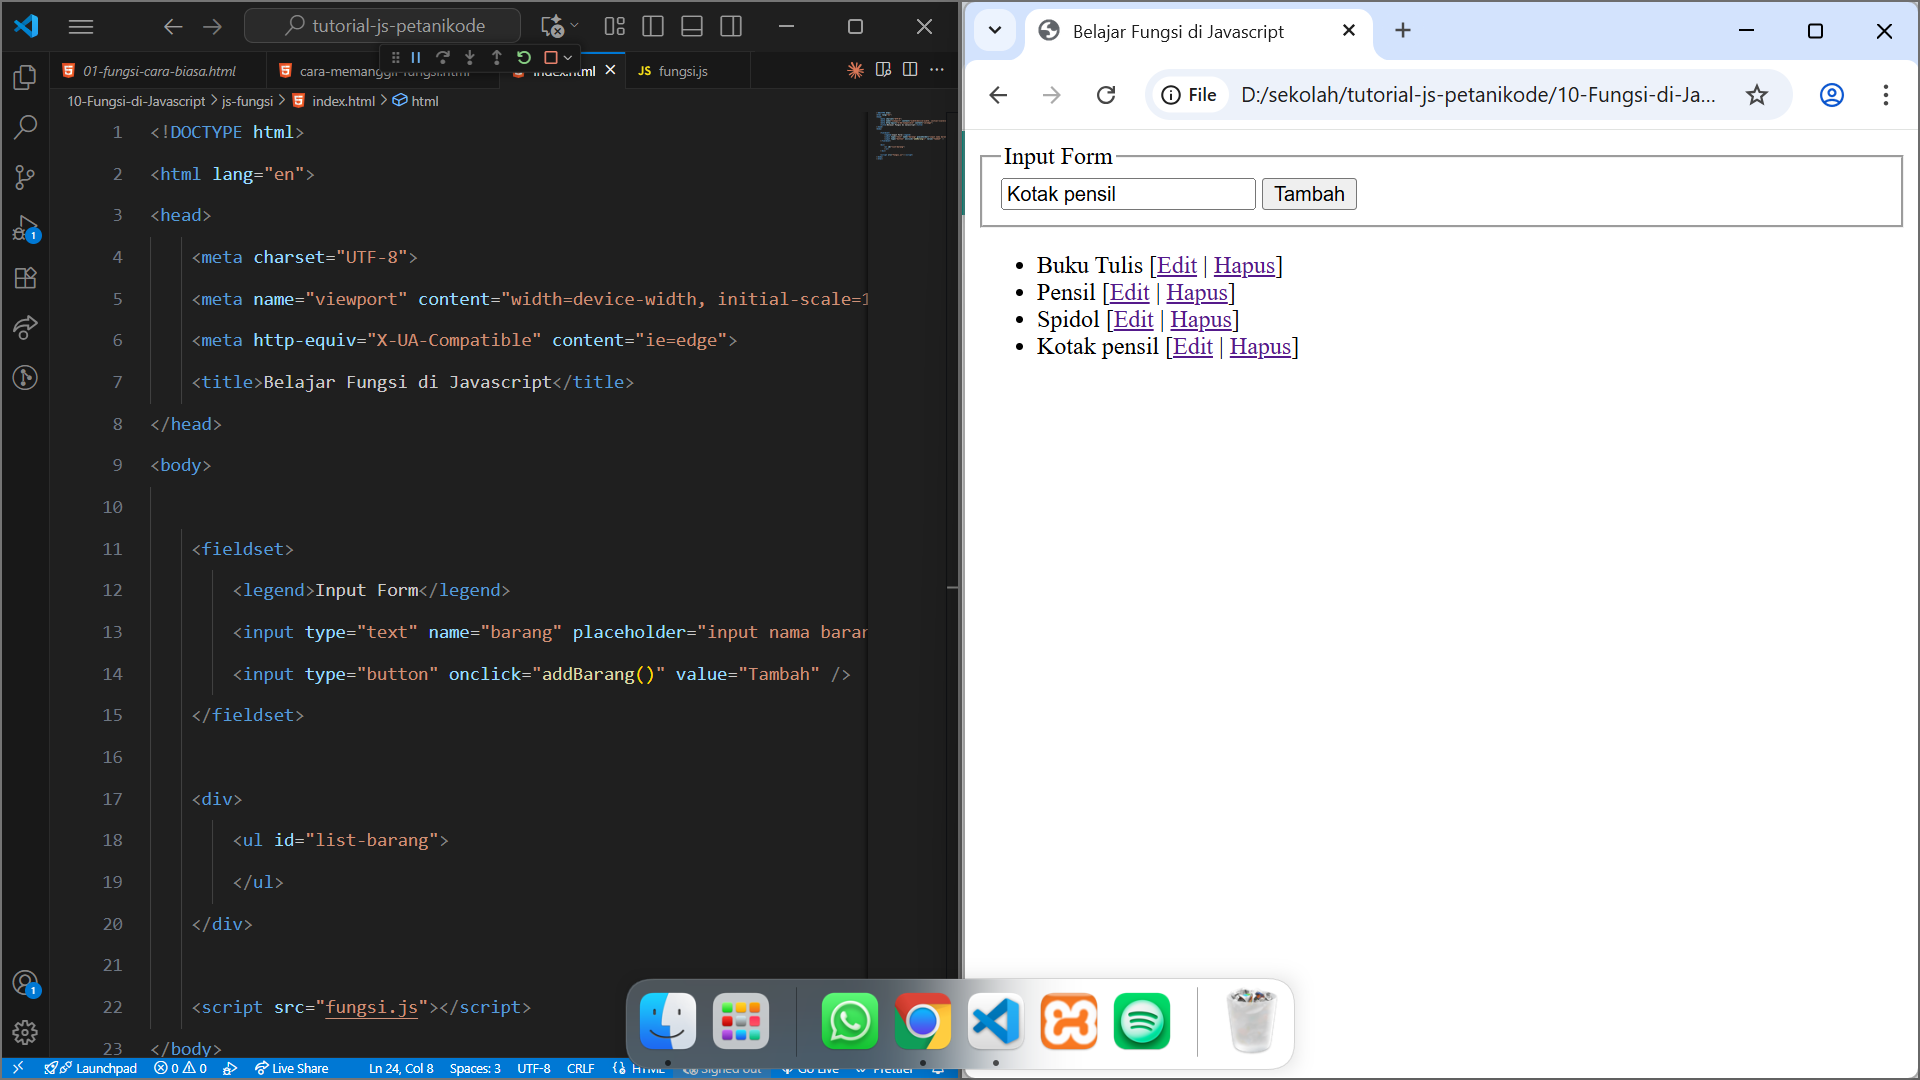 tutorial-js-petanikode
01-fungsi-cara-biasa.html
cara-memanggil-fungsi.html
index.html
JS fungsi.js
10-Fungsi-di-Javascript > js-fungsi > index.html > html
1 <!DOCTYPE html>
2 <html lang="en">
3 <head>
4 <meta charset="UTF-8">
5 <meta name="viewport" content="width=device-width, initial-scale=1
6 <meta http-equiv="X-UA-Compatible" content="ie=edge">
7 <title>Belajar Fungsi di Javascript</title>
8 </head>
9 <body>
10
11 <fieldset>
12 <legend>Input Form</legend>
13 <input type="text" name="barang" placeholder="input nama baran
14 <input type="button" onclick="addBarang()" value="Tambah" />
15 </fieldset>
16
17 <div>
18 <ul id="list-barang">
19 </ul>
20 </div>
21
22 <script src="fungsi.js"></script>
23 </body>
1
1
Launchpad
0 0
Live Share
Ln 24, Col 8
Spaces: 3
UTF-8
CRLF
{} HTML
Signed out
Go Live
Prettier
Belajar Fungsi di Javascript
File
D:/sekolah/tutorial-js-petanikode/10-Fungsi-di-Ja...
Input Form
Kotak pensil Tambah
• Buku Tulis [Edit | Hapus]
• Pensil [Edit | Hapus]
• Spidol [Edit | Hapus]
• Kotak pensil [Edit | Hapus]